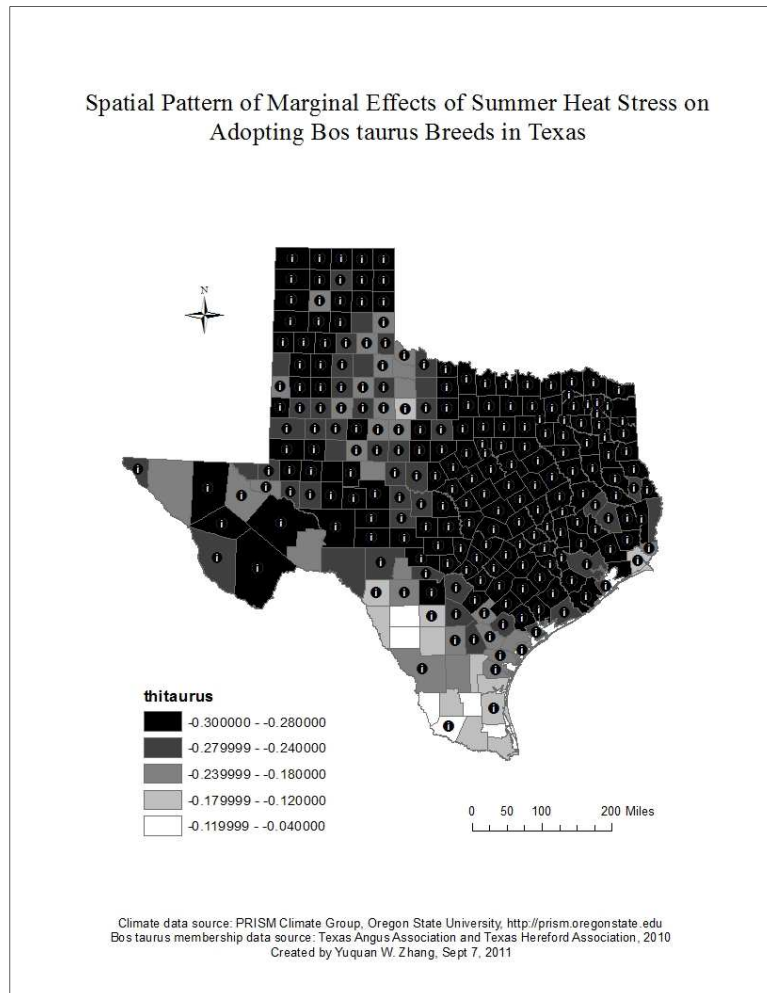 Spatial Pattern of Marginal Effects of Summer Heat Stress on
Adopting Bos taurus Breeds in Texas
N
thitaurus
-0.300000 - -0.280000
-0.279999 - -0.240000
-0.239999 - -0.180000
-0.179999 - -0.120000
-0.119999 - -0.040000
0 50 100 200 Miles
Climate data source: PRISM Climate Group, Oregon State University, http://prism.oregonstate.edu
Bos taurus membership data source: Texas Angus Association and Texas Hereford Association, 2010
Created by Yuquan W. Zhang, Sept 7, 2011